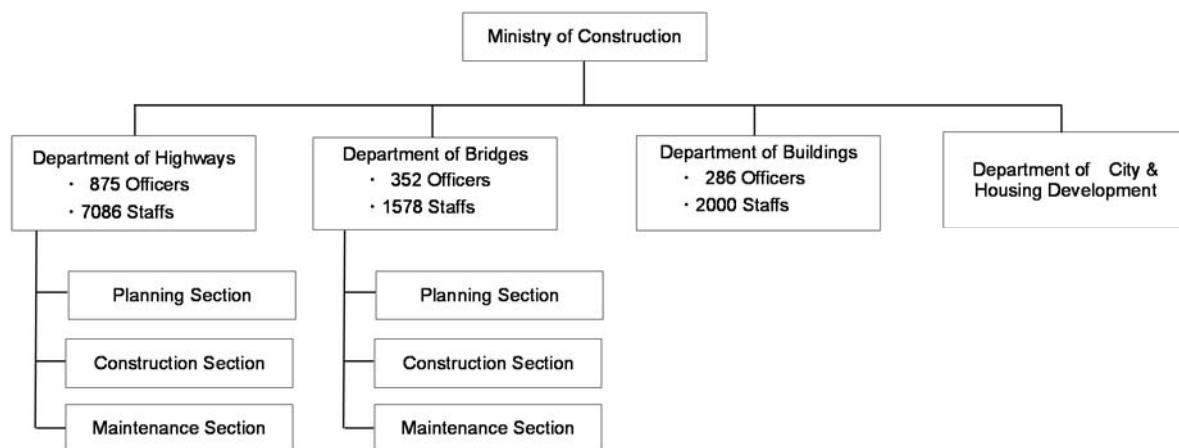 Ministry of Construction
Department of Highways
・ 875 Officers
・7086 Staffs
Department of Bridges
・ 352 Officers
・1578 Staffs
Department of Buildings
・ 286 Officers
・2000 Staffs
Department of City &
Housing Development
Planning Section
Construction Section
Maintenance Section
Planning Section
Construction Section
Maintenance Section